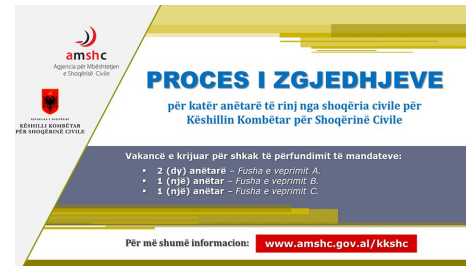 amshc
Agjencia për Mbështetjen
e Shoqërisë Civile
KËSHILLI KOMBËTAR
PËR SHOQËRINË CIVILE
PROCES I ZGJEDHJEVE
për katër anëtarë të rinj nga shoqëria civile për
Këshillin Kombëtar për Shoqërinë Civile
Vakancë e krijuar për shkak të përfundimit të mandateve:
▪ 2 (dy) anëtarë – Fusha e veprimit A.
▪ 1 (një) anëtar – Fusha e veprimit B.
▪ 1 (një) anëtar – Fusha e veprimit C.
Për më shumë informacion: www.amshc.gov.al/kkshc